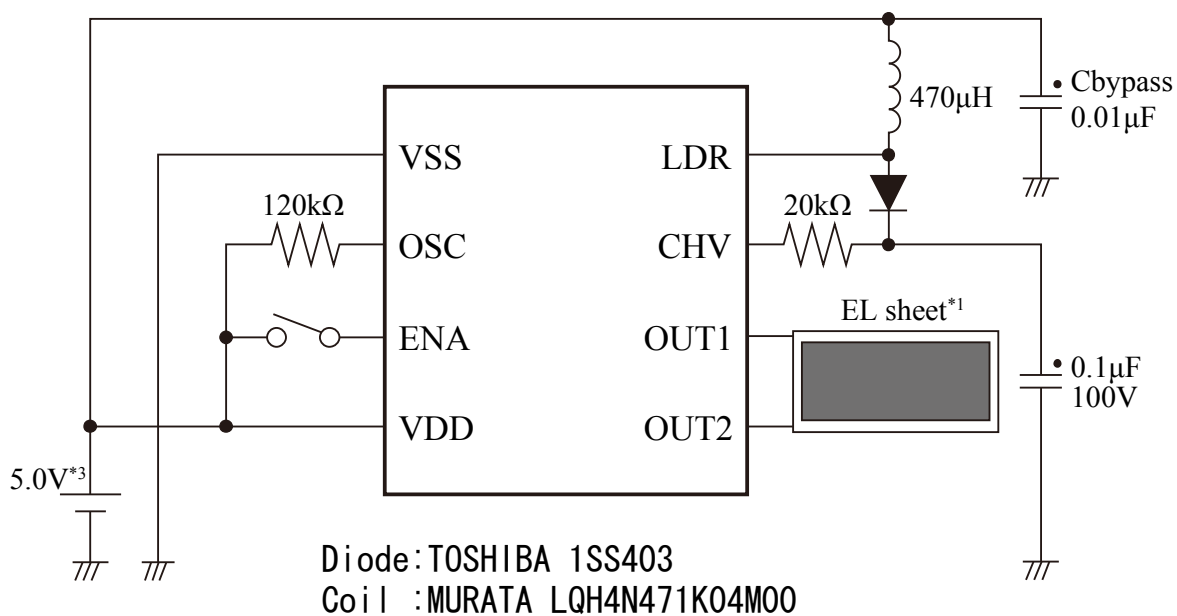 470μH
• Cbypass
0.01μF
VSS
LDR
120kΩ
20kΩ
OSC
CHV
EL sheet*1
ENA
OUT1
• 0.1μF
100V
VDD
OUT2
5.0V*3
Diode:TOSHIBA 1SS403
Coil :MURATA LQH4N471K04M00